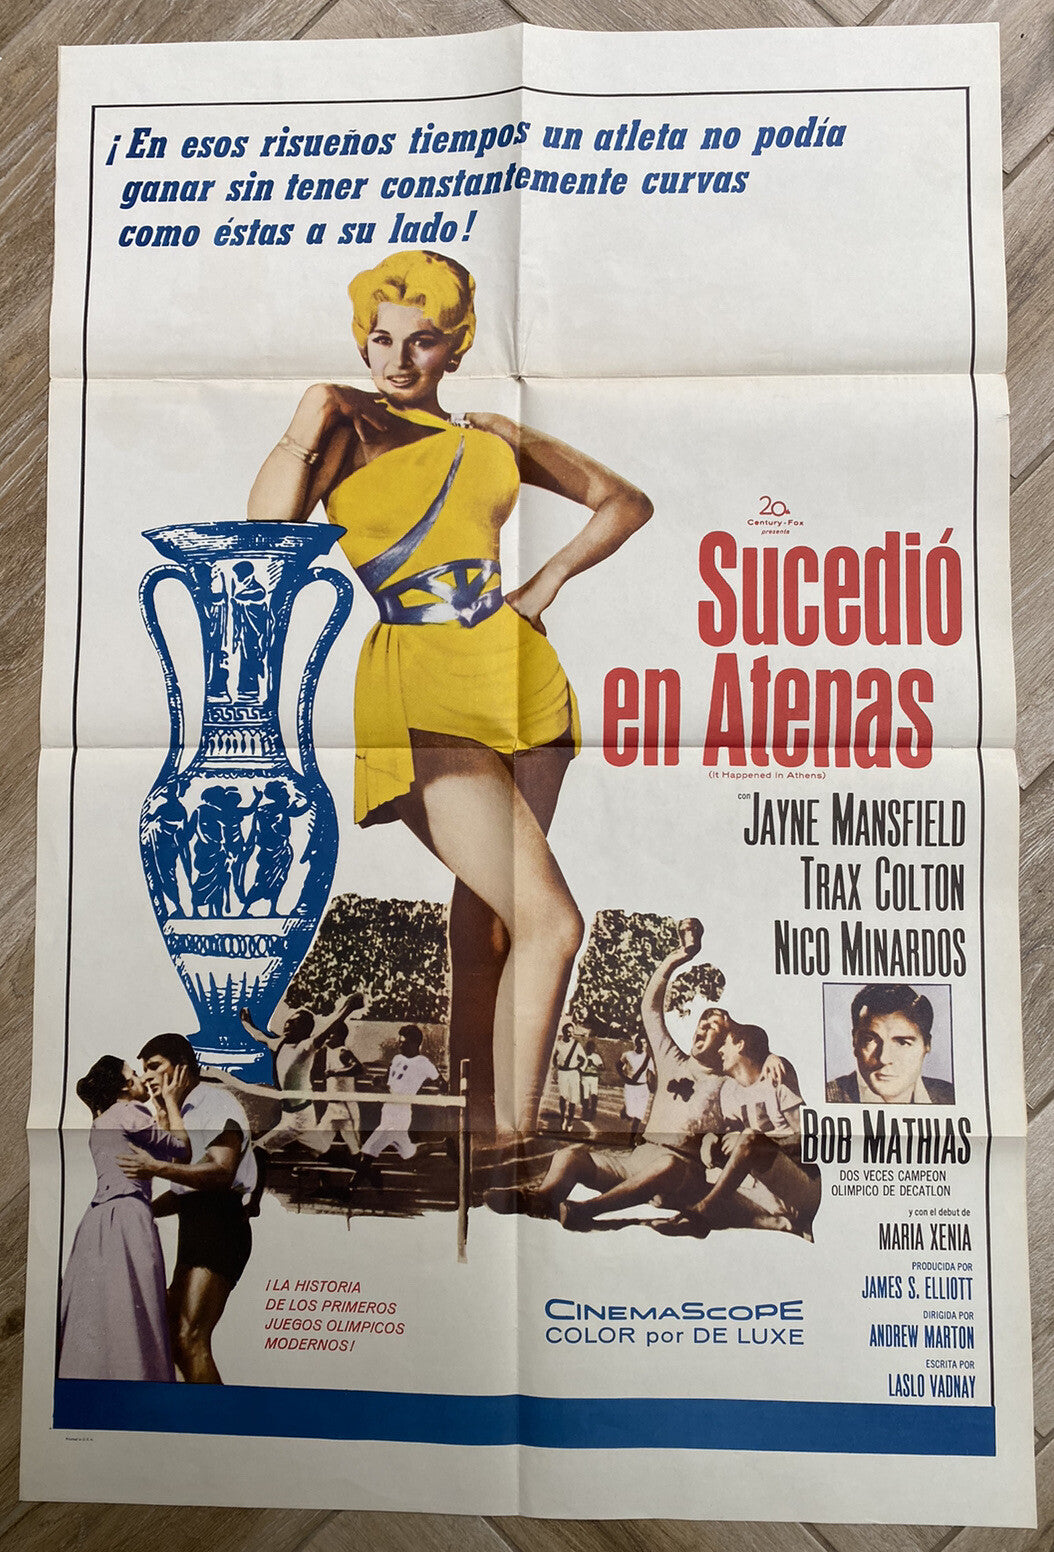 ¡En esos risueños tiempos un atleta no podía
ganar sin tener constantemente curvas
como éstas a su lado!
20
Century-Fox
presenta
Sucedió
en Atenas
(It Happened in Athens)
con
JAYNE MANSFIELD
TRAX COLTON
NICO MINARDOS
BOB MATHIAS
DOS VECES CAMPEON
OLIMPICO DE DECATLON
y con el debut de
MARIA XENIA
PRODUCIDA POR
JAMES S. ELLIOTT
DIRIGIDA POR
ANDREW MARTON
ESCRITA POR
LASLO VADNAY
¡LA HISTORIA
DE LOS PRIMEROS
JUEGOS OLIMPICOS
MODERNOS!
CINEMASCOPE
COLOR por DE LUXE
Printed in U.S.A.